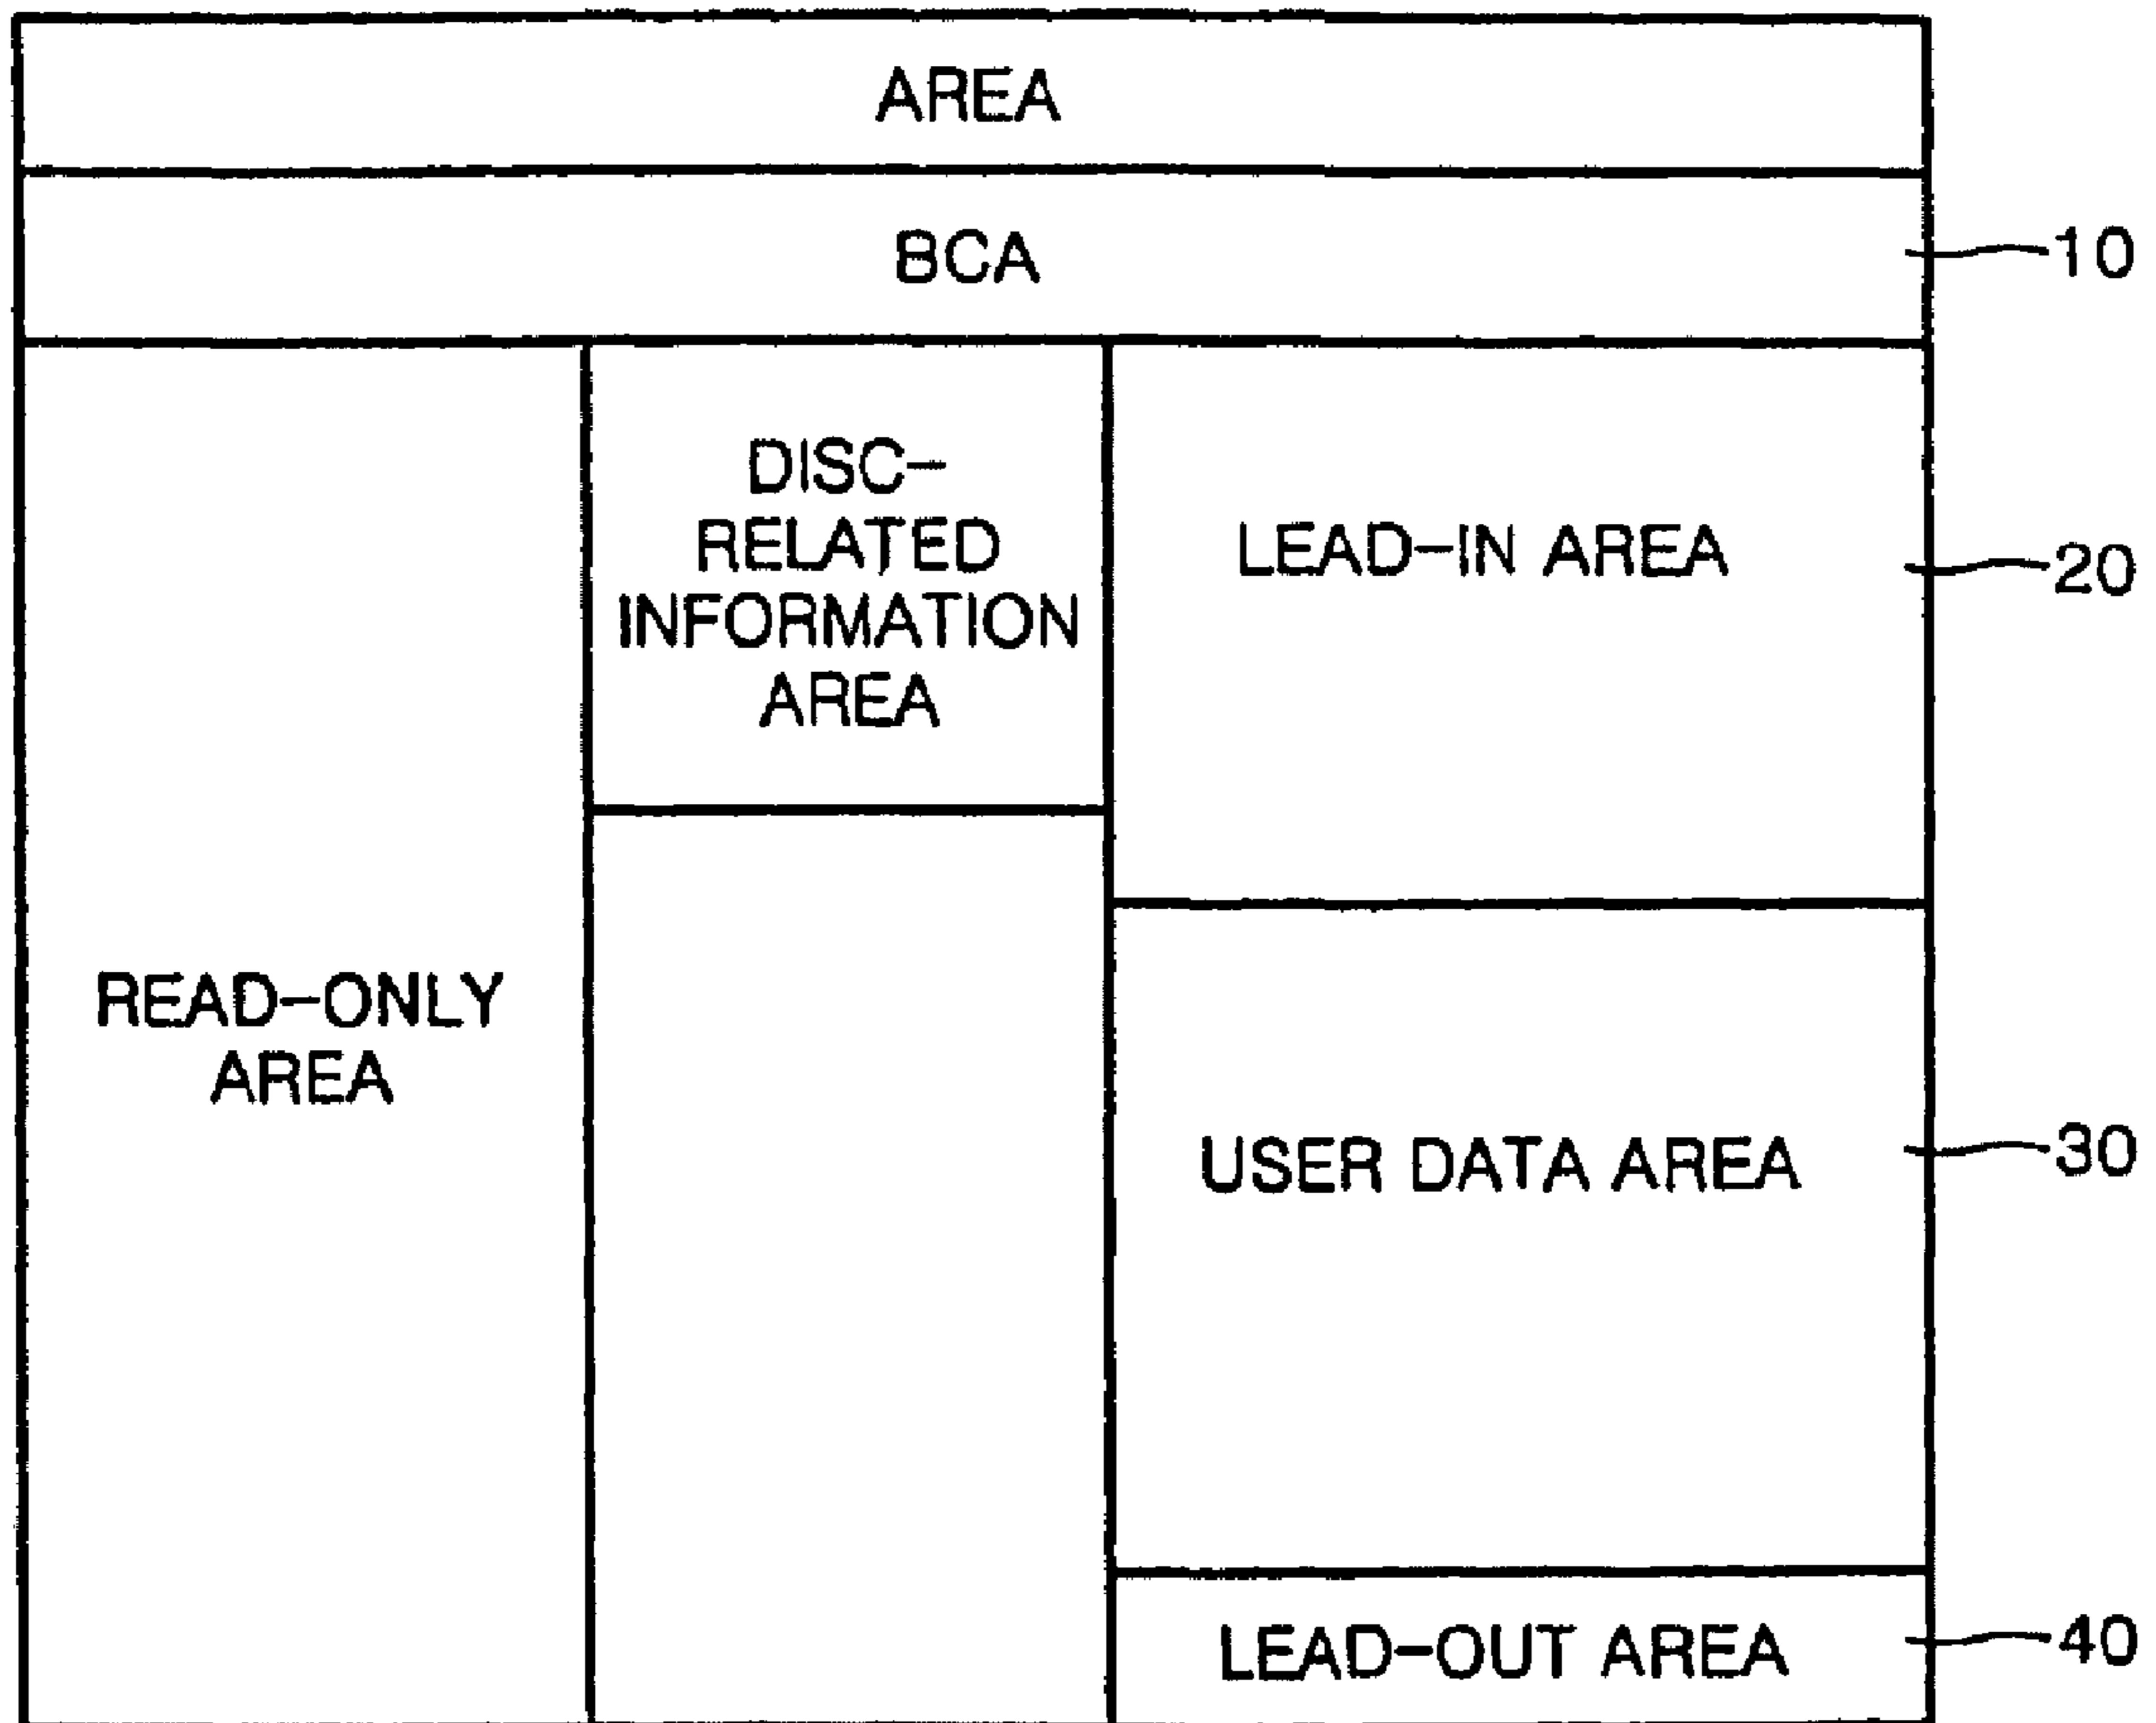 AREA
BCA
10
DISC-
RELATED
INFORMATION
AREA
LEAD-IN AREA
20
READ-ONLY
AREA
USER DATA AREA
30
LEAD-OUT AREA
40